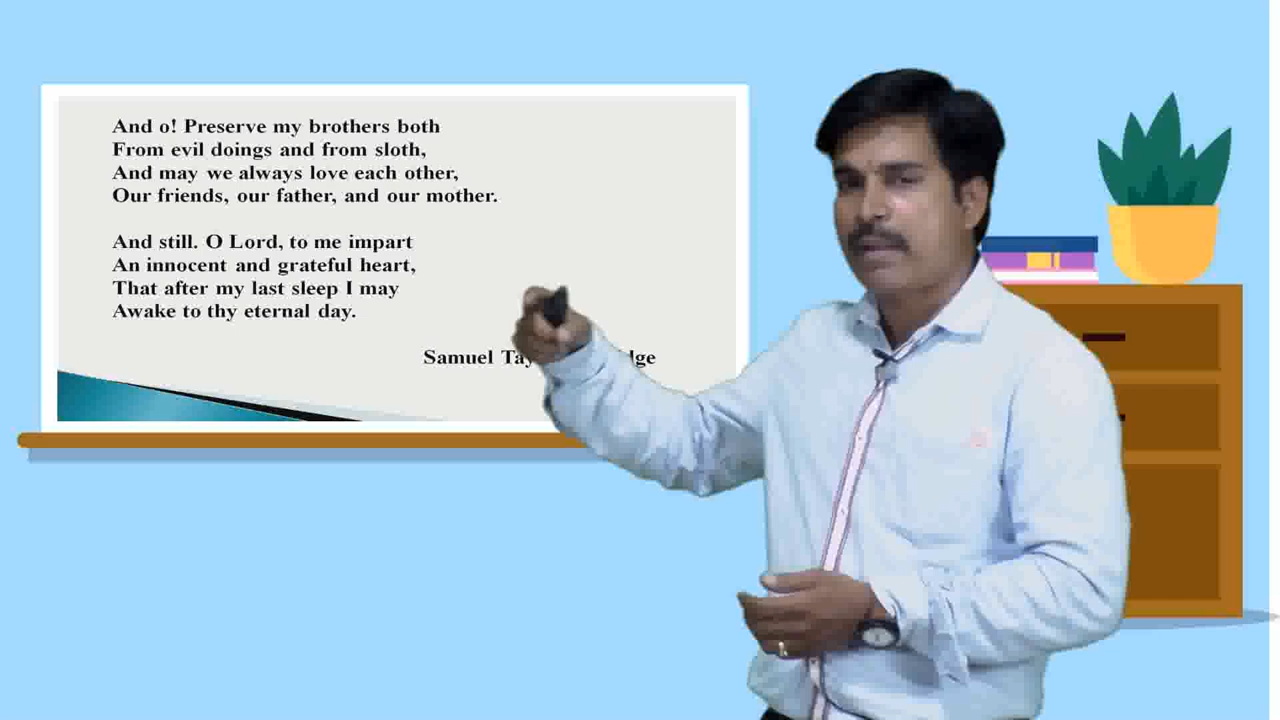 And o! Preserve my brothers both
From evil doings and from sloth,
And may we always love each other,
Our friends, our father, and our mother.
And still. O Lord, to me impart
An innocent and grateful heart,
That after my last sleep I may
Awake to thy eternal day.
Samuel